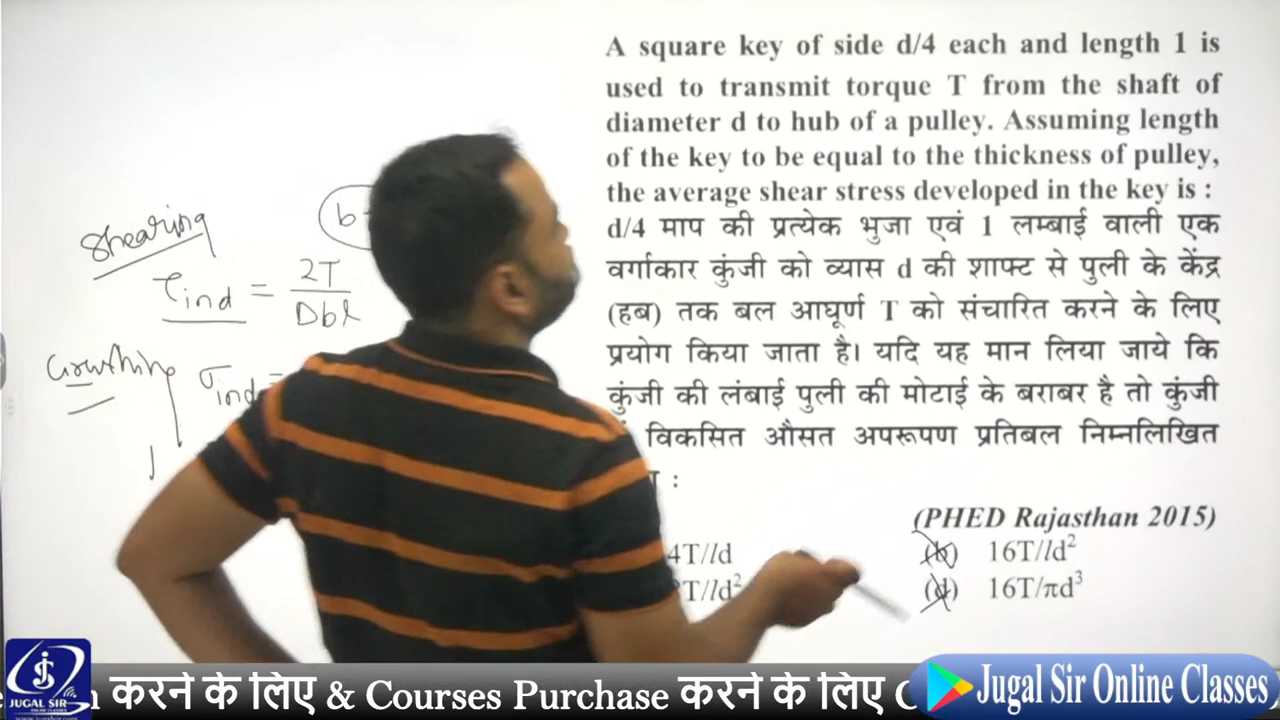 A square key of side d/4 each and length 1 is
used to transmit torque T from the shaft of
diameter d to hub of a pulley. Assuming length
of the key to be equal to the thickness of pulley,
the average shear stress developed in the key is :
d/4 माप की प्रत्येक भुजा एवं 1 लम्बाई वाली एक
वर्गाकार कुंजी को व्यास d की शाफ्ट से पुली के केंद्र
(हब) तक बल आघूर्ण T को संचारित करने के लिए
प्रयोग किया जाता है। यदि यह मान लिया जाये कि
कुंजी की लंबाई पुली की मोटाई के बराबर है तो कुंजी
विकसित औसत अपरूपण प्रतिबल निम्नलिखित
:
(PHED Rajasthan 2015)
4T/ld (b) 16T/ld²
T/ld² (d) 16T/πd³
Shearing
b
τind = 2T / Dbl
Crushing σind =
करने के लिए & Courses Purchase करने के लिए
Jugal Sir Online Classes
JUGAL SIR